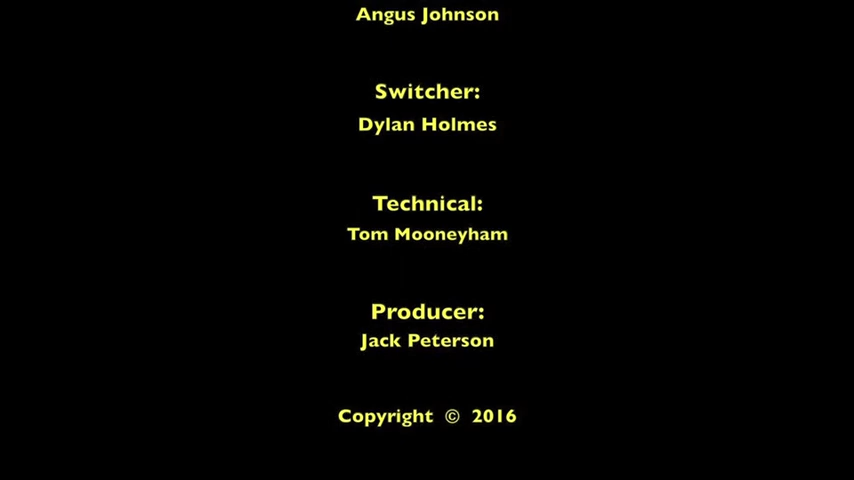 Angus Johnson
Switcher:
Dylan Holmes
Technical:
Tom Mooneyham
Producer:
Jack Peterson
Copyright © 2016